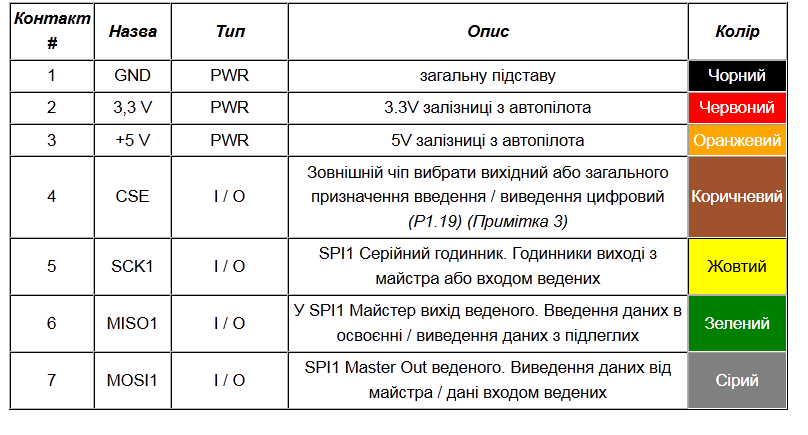 Контакт # Назва Тип Опис Колір
1 GND PWR загальну підставу Чорний
2 3,3 V PWR 3.3V залізниці з автопілота Червоний
3 +5 V PWR 5V залізниці з автопілота Оранжевий
4 CSE I / O Зовнішній чіп вибрати вихідний або загального
призначення введення / виведення цифровий
(P1.19) (Примітка 3) Коричневий
5 SCK1 I / O SPI1 Серійний годинник. Годинники виході з
майстра або входом ведених Жовтий
6 MISO1 I / O У SPI1 Майстер вихід веденого. Введення даних в
освоєнні / виведення даних з підлеглих Зелений
7 MOSI1 I / O SPI1 Master Out веденого. Виведення даних від
майстра / дані входом ведених Сірий